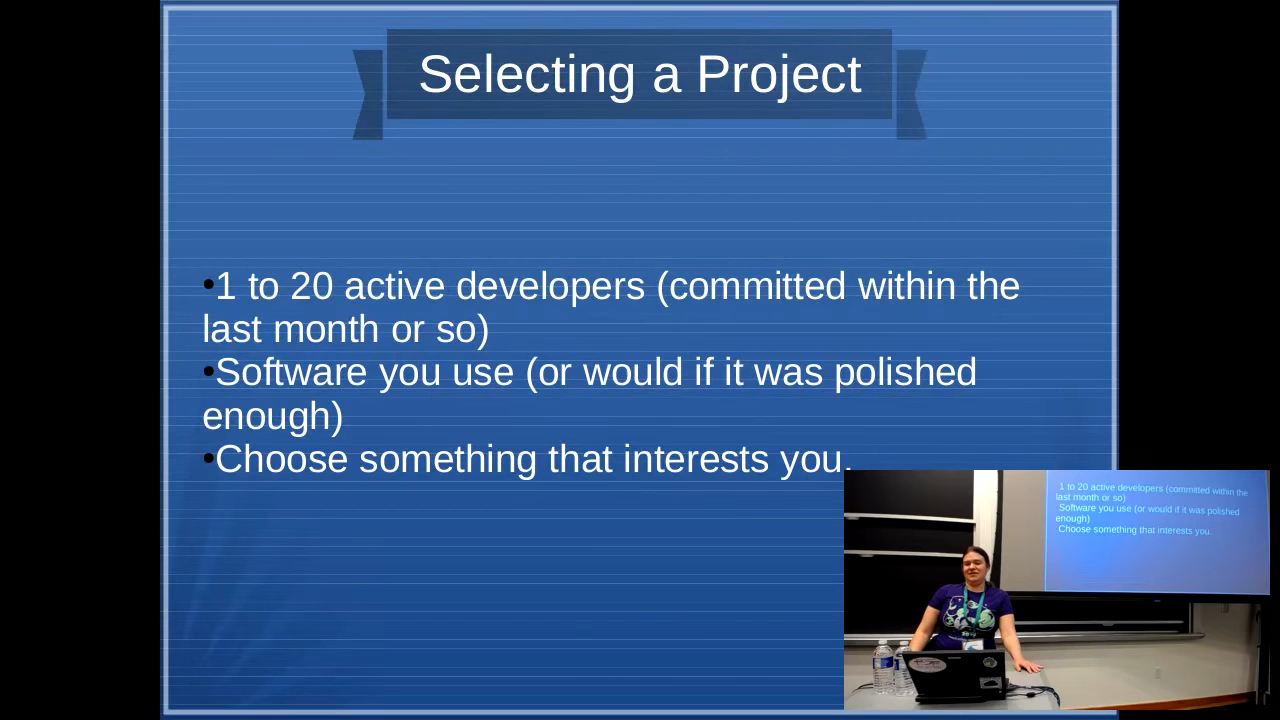 Selecting a Project
•1 to 20 active developers (committed within the
last month or so)
•Software you use (or would if it was polished
enough)
•Choose something that interests you.
1 to 20 active developers (committed within the
last month or so)
Software you use (or would if it was polished
enough)
Choose something that interests you.